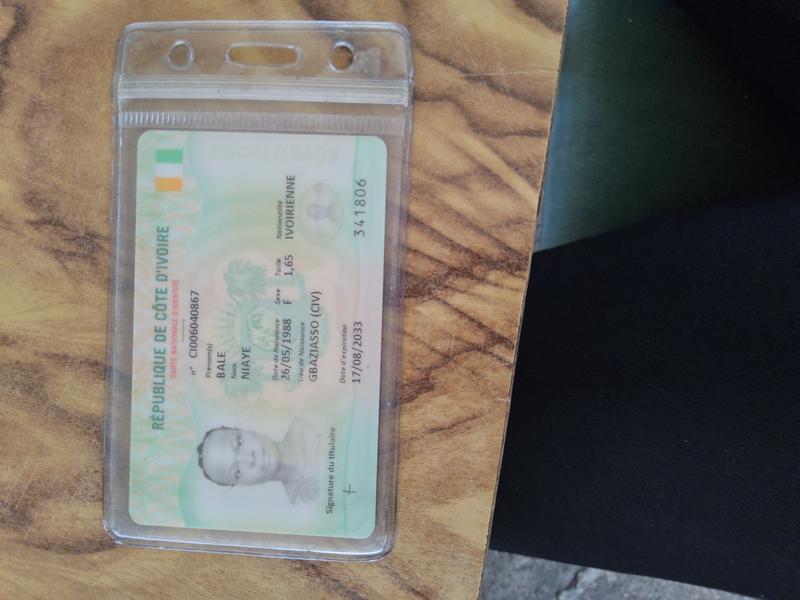 RÉPUBLIQUE DE CÔTE D'IVOIRE
CARTE NATIONALE D'IDENTITÉ
n° CI006040867
Prénom(s)
BALE
Nom
NIAYE
Date de Naissance Sexe Taille Nationalité
26/05/1988 F 1,65 IVOIRIENNE
Lieu de Naissance
GBAZIASSO (CIV)
Date d'expiration
17/08/2033
341806
Signature du titulaire